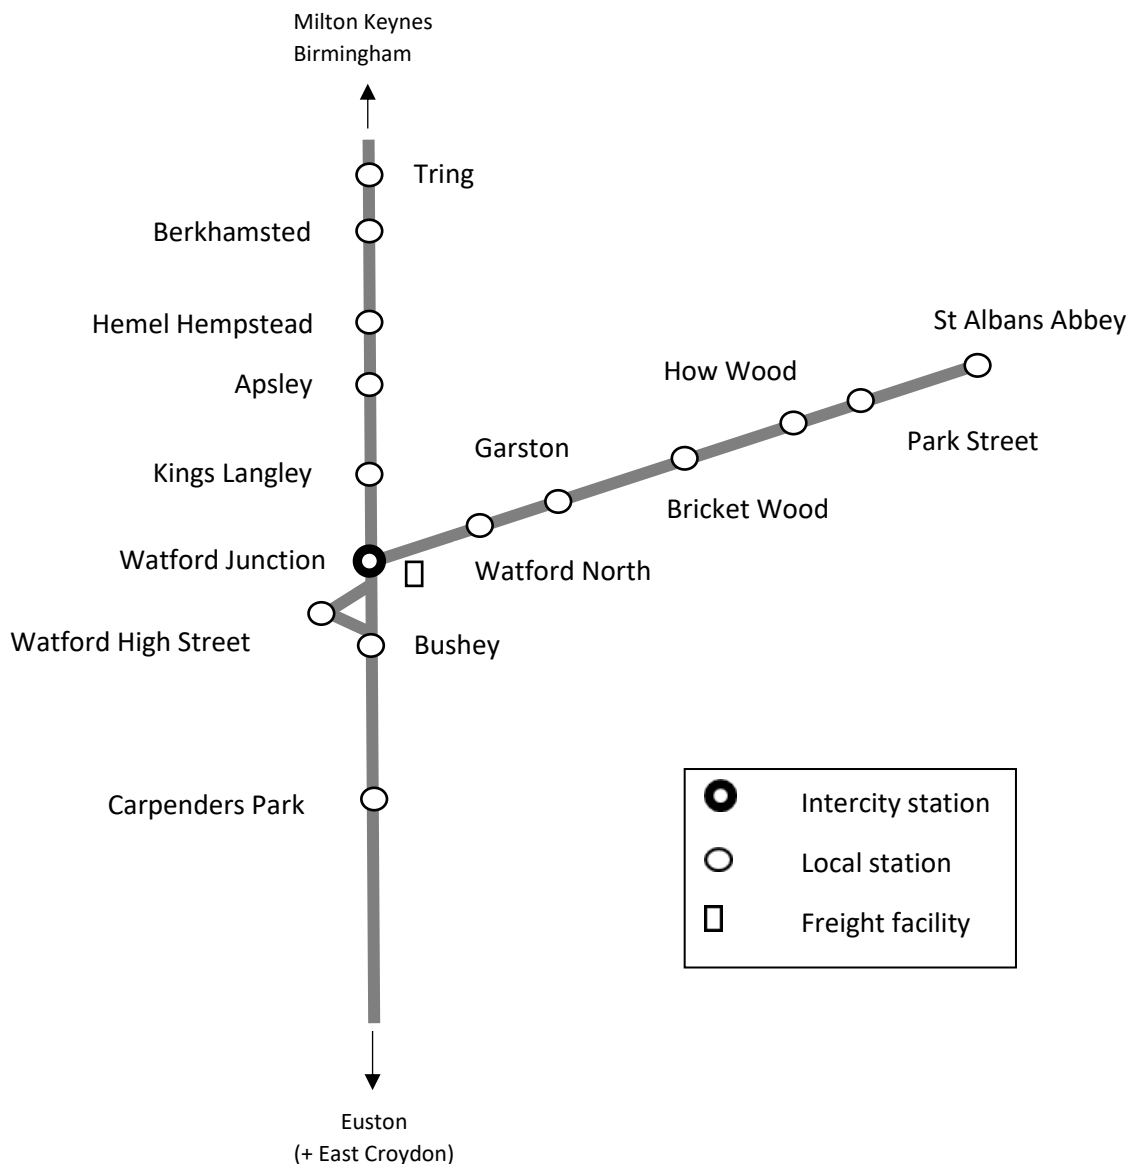 Milton Keynes
Birmingham
Tring
Berkhamsted
Hemel Hempstead
St Albans Abbey
How Wood
Apsley
Park Street
Garston
Kings Langley
Bricket Wood
Watford Junction
Watford North
Watford High Street
Bushey
Carpenders Park
Intercity station
Local station
Freight facility
Euston
(+ East Croydon)